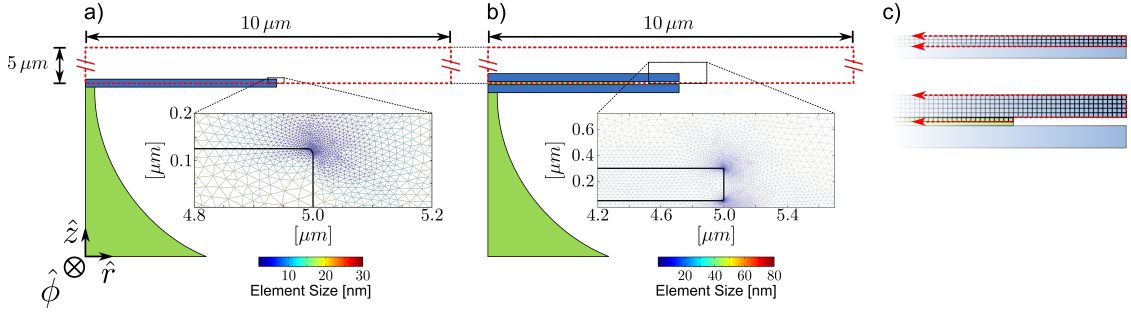 a)
10 μm
5 μm
0.2
0.1
[μm]
4.8
5.0
5.2
[μm]
10
20
30
Element Size [nm]
ẑ
r̂
ϕ̂
b)
10 μm
0.6
0.4
0.2
[μm]
4.2
4.6
5.0
5.4
[μm]
20
40
60
80
Element Size [nm]
c)